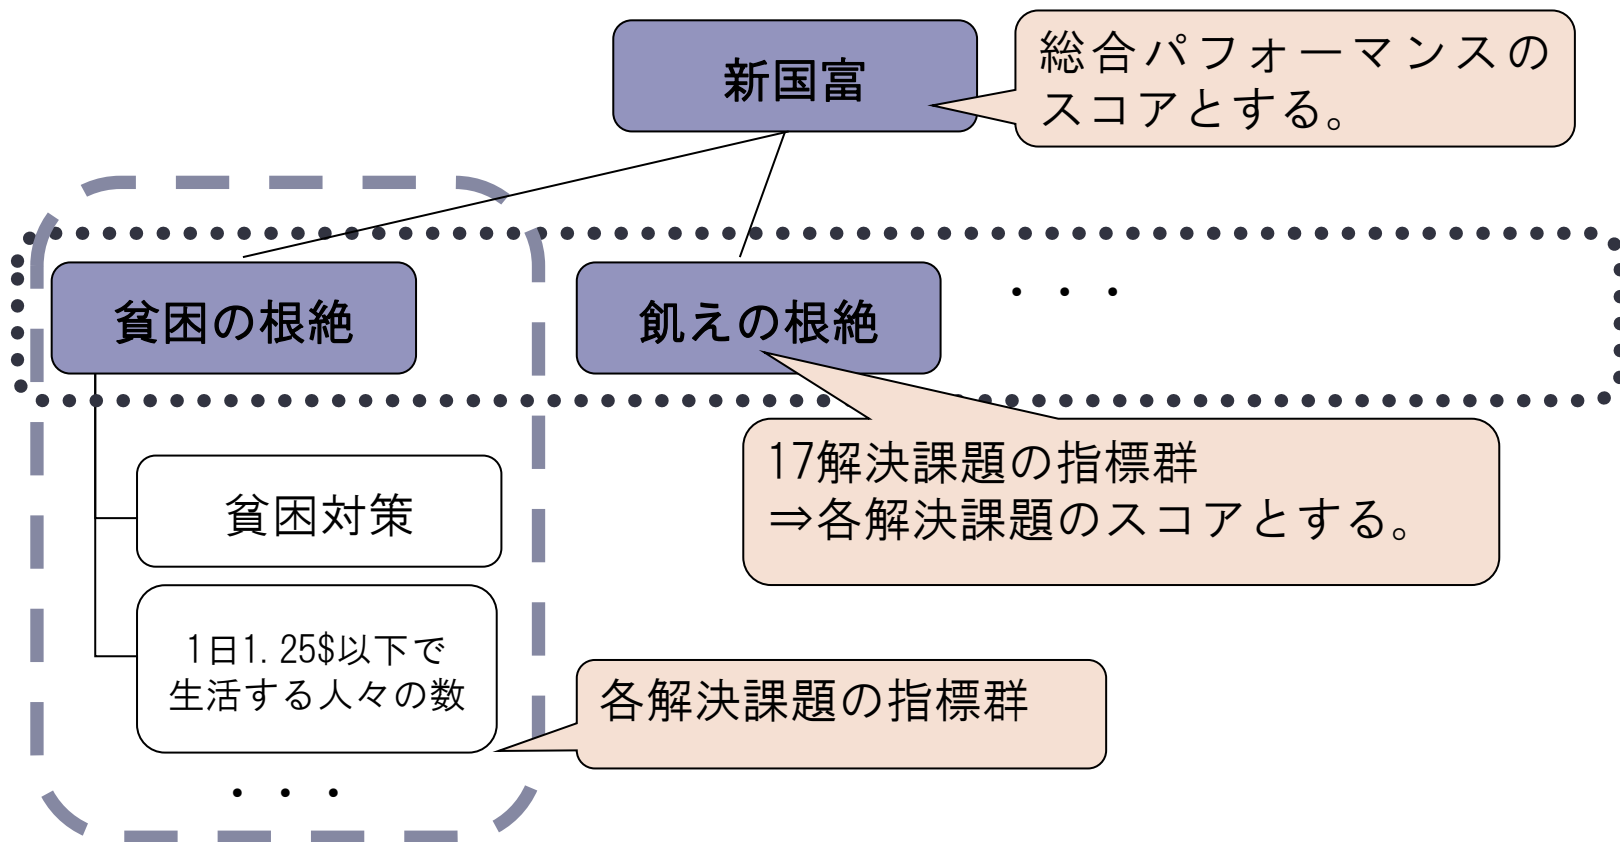 新国富
総合パフォーマンスの
スコアとする。
貧困の根絶
飢えの根絶
・・・
17解決課題の指標群
⇒各解決課題のスコアとする。
貧困対策
1日1.25$以下で
生活する人々の数
各解決課題の指標群
・・・